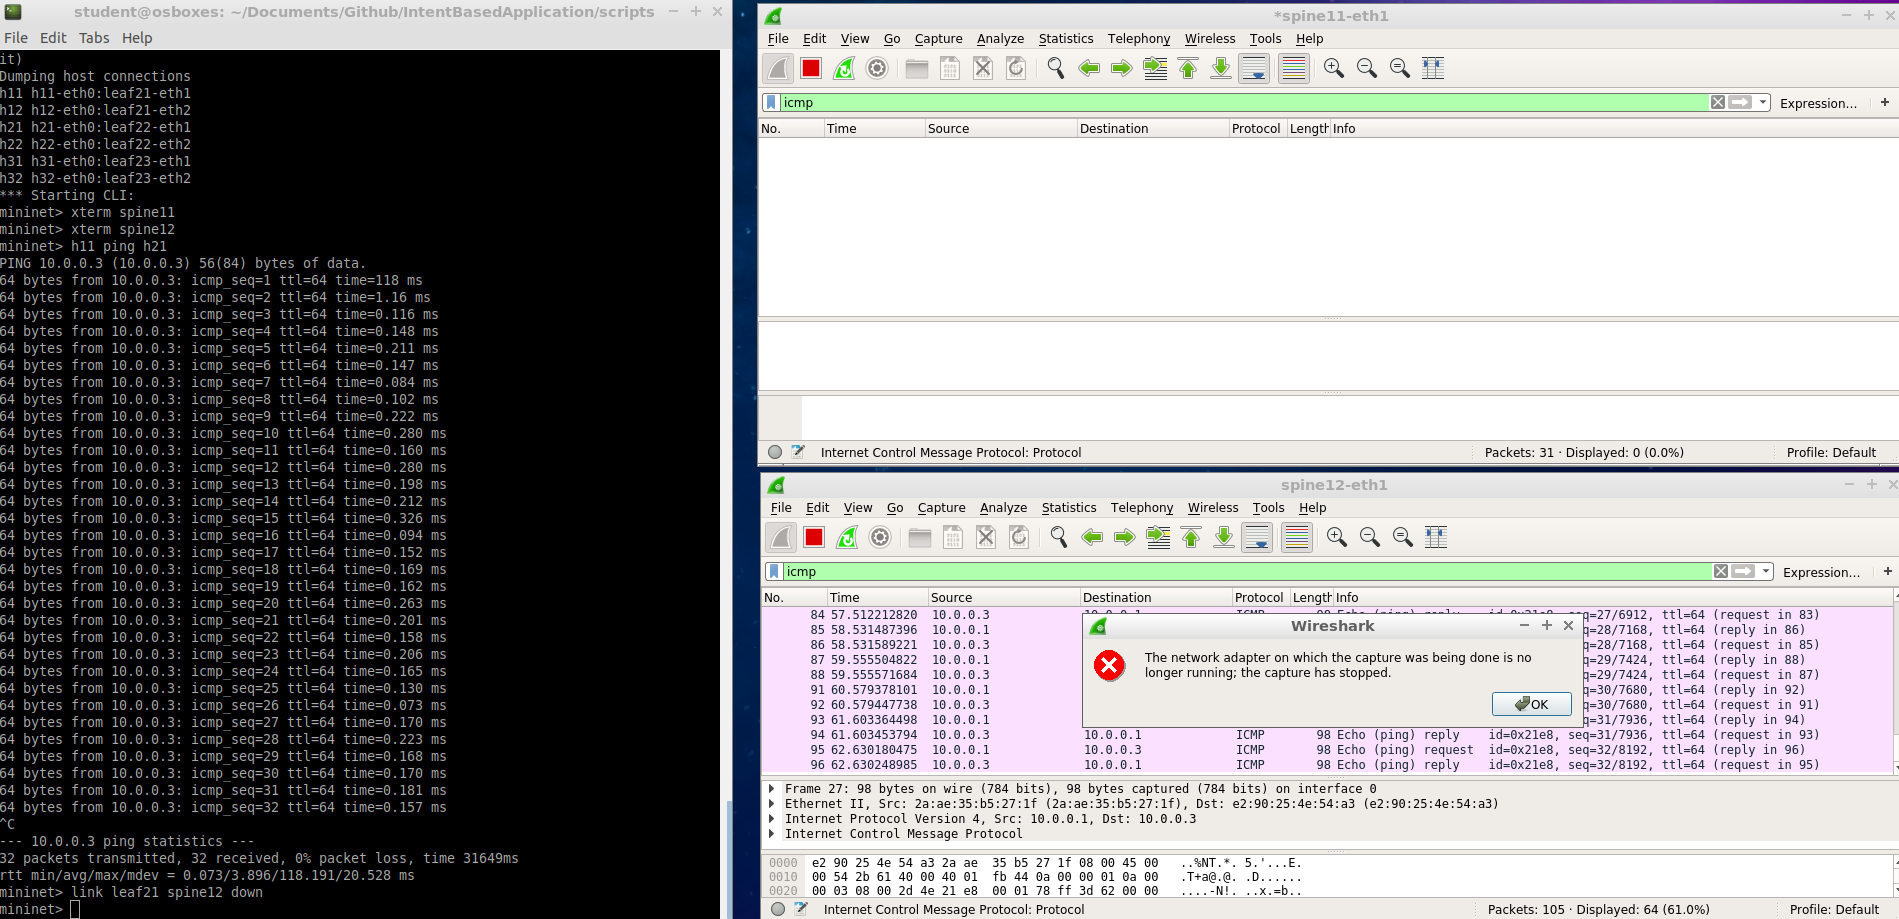 student@osboxes: ~/Documents/Github/IntentBasedApplication/scripts
File Edit Tabs Help
it)
Dumping host connections
h11 h11-eth0:leaf21-eth1
h12 h12-eth0:leaf21-eth2
h21 h21-eth0:leaf22-eth1
h22 h22-eth0:leaf22-eth2
h31 h31-eth0:leaf23-eth1
h32 h32-eth0:leaf23-eth2
*** Starting CLI:
mininet> xterm spine11
mininet> xterm spine12
mininet> h11 ping h21
PING 10.0.0.3 (10.0.0.3) 56(84) bytes of data.
64 bytes from 10.0.0.3: icmp_seq=1 ttl=64 time=118 ms
64 bytes from 10.0.0.3: icmp_seq=2 ttl=64 time=1.16 ms
64 bytes from 10.0.0.3: icmp_seq=3 ttl=64 time=0.116 ms
64 bytes from 10.0.0.3: icmp_seq=4 ttl=64 time=0.148 ms
64 bytes from 10.0.0.3: icmp_seq=5 ttl=64 time=0.211 ms
64 bytes from 10.0.0.3: icmp_seq=6 ttl=64 time=0.147 ms
64 bytes from 10.0.0.3: icmp_seq=7 ttl=64 time=0.084 ms
64 bytes from 10.0.0.3: icmp_seq=8 ttl=64 time=0.102 ms
64 bytes from 10.0.0.3: icmp_seq=9 ttl=64 time=0.222 ms
64 bytes from 10.0.0.3: icmp_seq=10 ttl=64 time=0.280 ms
64 bytes from 10.0.0.3: icmp_seq=11 ttl=64 time=0.160 ms
64 bytes from 10.0.0.3: icmp_seq=12 ttl=64 time=0.280 ms
64 bytes from 10.0.0.3: icmp_seq=13 ttl=64 time=0.198 ms
64 bytes from 10.0.0.3: icmp_seq=14 ttl=64 time=0.212 ms
64 bytes from 10.0.0.3: icmp_seq=15 ttl=64 time=0.326 ms
64 bytes from 10.0.0.3: icmp_seq=16 ttl=64 time=0.094 ms
64 bytes from 10.0.0.3: icmp_seq=17 ttl=64 time=0.152 ms
64 bytes from 10.0.0.3: icmp_seq=18 ttl=64 time=0.169 ms
64 bytes from 10.0.0.3: icmp_seq=19 ttl=64 time=0.162 ms
64 bytes from 10.0.0.3: icmp_seq=20 ttl=64 time=0.263 ms
64 bytes from 10.0.0.3: icmp_seq=21 ttl=64 time=0.201 ms
64 bytes from 10.0.0.3: icmp_seq=22 ttl=64 time=0.158 ms
64 bytes from 10.0.0.3: icmp_seq=23 ttl=64 time=0.206 ms
64 bytes from 10.0.0.3: icmp_seq=24 ttl=64 time=0.165 ms
64 bytes from 10.0.0.3: icmp_seq=25 ttl=64 time=0.130 ms
64 bytes from 10.0.0.3: icmp_seq=26 ttl=64 time=0.073 ms
64 bytes from 10.0.0.3: icmp_seq=27 ttl=64 time=0.170 ms
64 bytes from 10.0.0.3: icmp_seq=28 ttl=64 time=0.223 ms
64 bytes from 10.0.0.3: icmp_seq=29 ttl=64 time=0.168 ms
64 bytes from 10.0.0.3: icmp_seq=30 ttl=64 time=0.170 ms
64 bytes from 10.0.0.3: icmp_seq=31 ttl=64 time=0.181 ms
64 bytes from 10.0.0.3: icmp_seq=32 ttl=64 time=0.157 ms
^C
--- 10.0.0.3 ping statistics ---
32 packets transmitted, 32 received, 0% packet loss, time 31649ms
rtt min/avg/max/mdev = 0.073/3.896/118.191/20.528 ms
mininet> link leaf21 spine12 down
mininet>
*spine11-eth1
File Edit View Go Capture Analyze Statistics Telephony Wireless Tools Help
icmp Expression... +
No. Time Source Destination Protocol Length Info
Internet Control Message Protocol: Protocol Packets: 31 · Displayed: 0 (0.0%) Profile: Default
spine12-eth1
File Edit View Go Capture Analyze Statistics Telephony Wireless Tools Help
icmp Expression... +
No. Time Source Destination Protocol Length Info
84 57.512212820 10.0.0.3 10.0.0.1 ICMP 98 Echo (ping) reply id=0x21e8, seq=27/6912, ttl=64 (request in 83)
85 58.531487396 10.0.0.1 q=28/7168, ttl=64 (reply in 86)
86 58.531589221 10.0.0.3 q=28/7168, ttl=64 (request in 85)
87 59.555504822 10.0.0.1 q=29/7424, ttl=64 (reply in 88)
88 59.555571684 10.0.0.3 q=29/7424, ttl=64 (request in 87)
91 60.579378101 10.0.0.1 q=30/7680, ttl=64 (reply in 92)
92 60.579447738 10.0.0.3 q=30/7680, ttl=64 (request in 91)
93 61.603364498 10.0.0.1 q=31/7936, ttl=64 (reply in 94)
94 61.603453794 10.0.0.3 10.0.0.1 ICMP 98 Echo (ping) reply id=0x21e8, seq=31/7936, ttl=64 (request in 93)
95 62.630180475 10.0.0.1 10.0.0.3 ICMP 98 Echo (ping) request id=0x21e8, seq=32/8192, ttl=64 (reply in 96)
96 62.630248985 10.0.0.3 10.0.0.1 ICMP 98 Echo (ping) reply id=0x21e8, seq=32/8192, ttl=64 (request in 95)
Wireshark
The network adapter on which the capture was being done is no
longer running; the capture has stopped.
OK
Frame 27: 98 bytes on wire (784 bits), 98 bytes captured (784 bits) on interface 0
Ethernet II, Src: 2a:ae:35:b5:27:1f (2a:ae:35:b5:27:1f), Dst: e2:90:25:4e:54:a3 (e2:90:25:4e:54:a3)
Internet Protocol Version 4, Src: 10.0.0.1, Dst: 10.0.0.3
Internet Control Message Protocol
0000 e2 90 25 4e 54 a3 2a ae 35 b5 27 1f 08 00 45 00 ..%NT.*. 5.'...E.
0010 00 54 2b 61 40 00 40 01 fb 44 0a 00 00 01 0a 00 .T+a@.@. .D......
0020 00 03 08 00 2d 4e 21 e8 00 01 78 ff 3d 62 00 00 ....-N!. ..x.=b..
Internet Control Message Protocol: Protocol Packets: 105 · Displayed: 64 (61.0%) Profile: Default